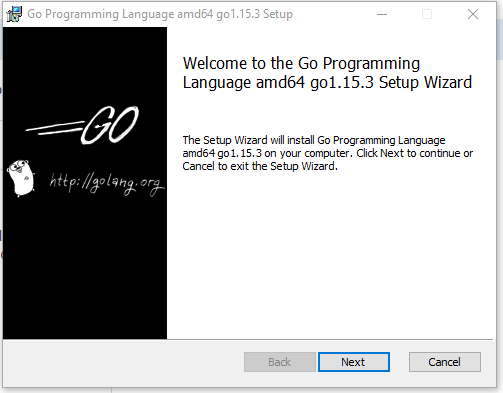 Go Programming Language amd64 go1.15.3 Setup
Welcome to the Go Programming
Language amd64 go1.15.3 Setup Wizard
GO
http://golang.org
The Setup Wizard will install Go Programming Language
amd64 go1.15.3 on your computer. Click Next to continue or
Cancel to exit the Setup Wizard.
Back
Next
Cancel